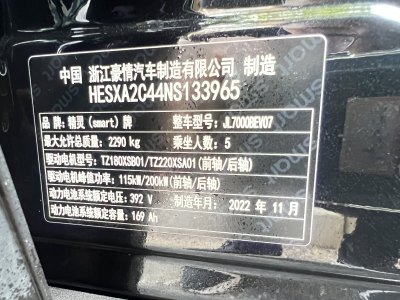 中国 浙江豪情汽车制造有限公司 制造
HESXA2C44NS133965
品 牌：精灵（smart）牌 整车型号：JL7000BEV07
最大允许总质量：2290 kg 乘坐人数：5
驱动电机型号：TZ180XSB01/TZ220XSA01(前轴/后轴)
驱动电机峰值功率：115kW/200kW(前轴/后轴)
动力电池系统额定电压：392 V 制造年月：2022 年 11 月
动力电池系统额定容量：169 Ah